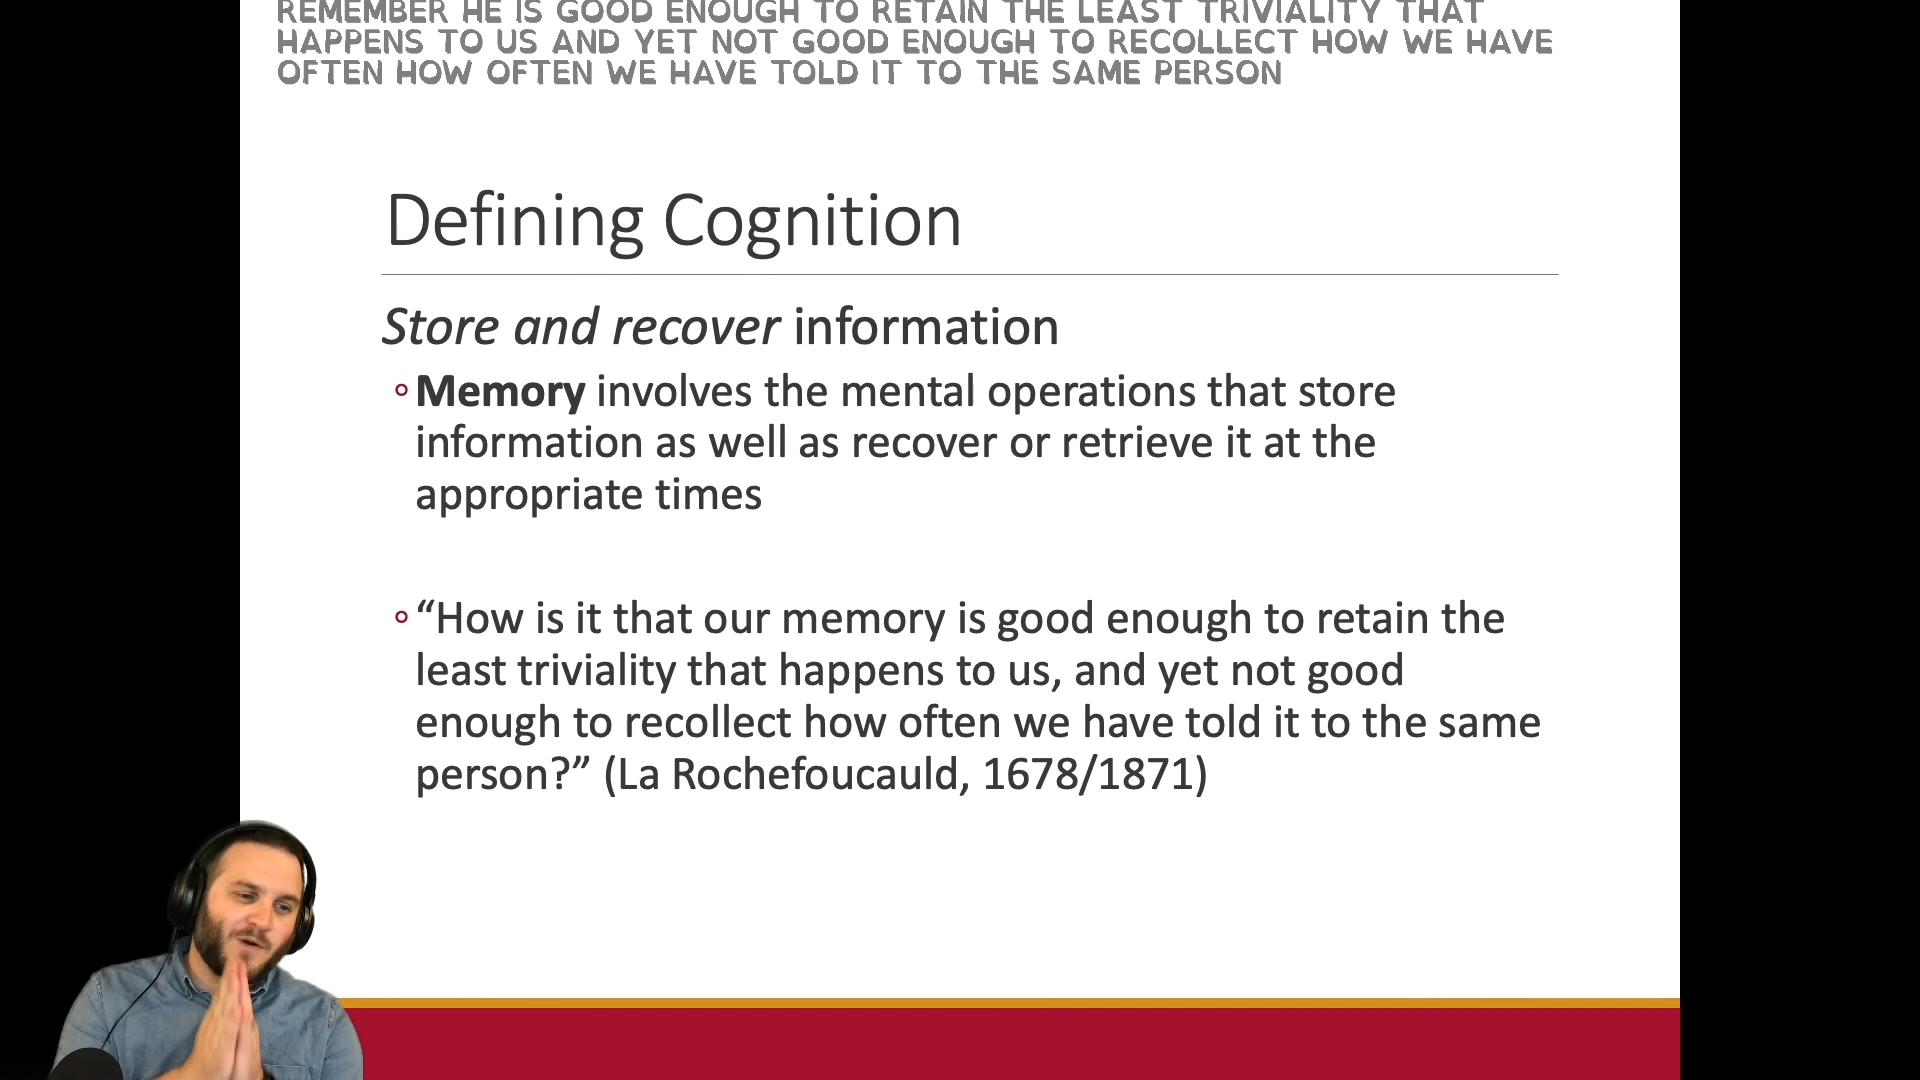 REMEMBER HE IS GOOD ENOUGH TO RETAIN THE LEAST TRIVIALITY THAT
HAPPENS TO US AND YET NOT GOOD ENOUGH TO RECOLLECT HOW WE HAVE
OFTEN HOW OFTEN WE HAVE TOLD IT TO THE SAME PERSON
Defining Cognition
Store and recover information
◦Memory involves the mental operations that store
information as well as recover or retrieve it at the
appropriate times
◦“How is it that our memory is good enough to retain the
least triviality that happens to us, and yet not good
enough to recollect how often we have told it to the same
person?” (La Rochefoucauld, 1678/1871)